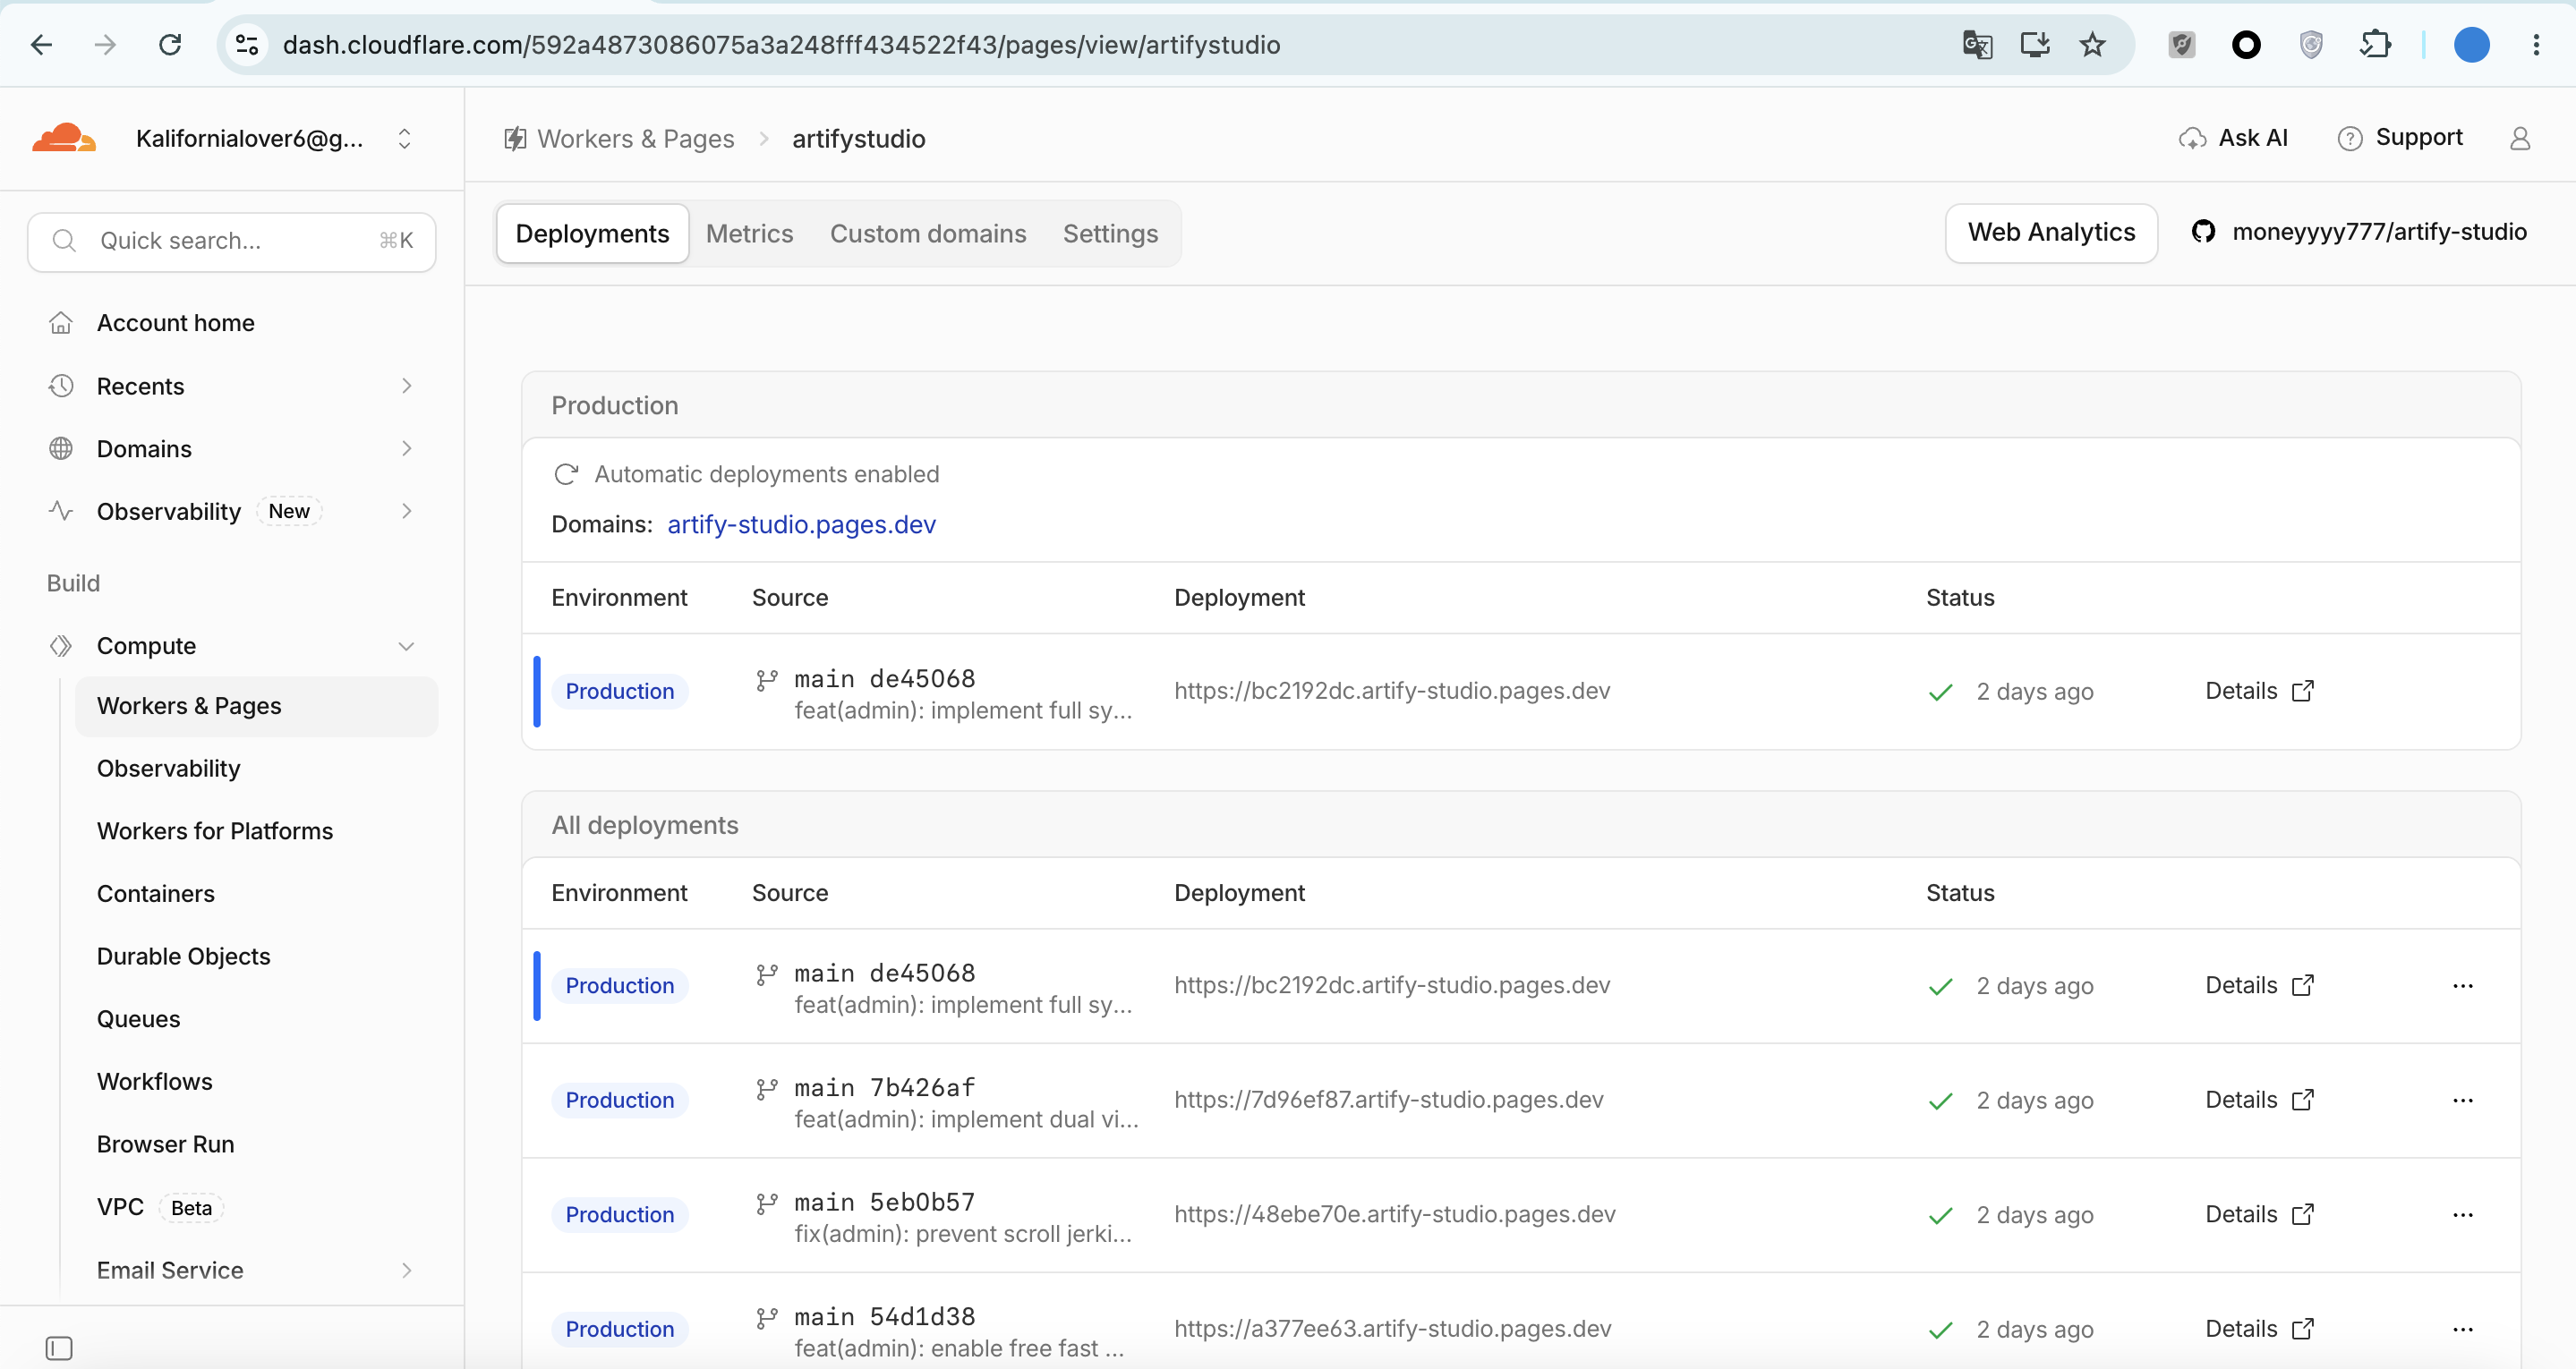 dash.cloudflare.com/592a4873086075a3a248fff434522f43/pages/view/artifystudio
Kalifornialover6@g...
Workers & Pages
artifystudio
Ask AI
Support
Quick search...
⌘K
Deployments
Metrics
Custom domains
Settings
Web Analytics
moneyyyy777/artify-studio
Account home
Recents
Domains
Observability New
Build
Compute
Workers & Pages
Observability
Workers for Platforms
Containers
Durable Objects
Queues
Workflows
Browser Run
VPC Beta
Email Service
Production
Automatic deployments enabled
Domains: artify-studio.pages.dev
Environment Source Deployment Status
Production main de45068 https://bc2192dc.artify-studio.pages.dev 2 days ago Details
feat(admin): implement full sy...
All deployments
Environment Source Deployment Status
Production main de45068 https://bc2192dc.artify-studio.pages.dev 2 days ago Details ...
feat(admin): implement full sy...
Production main 7b426af https://7d96ef87.artify-studio.pages.dev 2 days ago Details ...
feat(admin): implement dual vi...
Production main 5eb0b57 https://48ebe70e.artify-studio.pages.dev 2 days ago Details ...
fix(admin): prevent scroll jerki...
Production main 54d1d38 https://a377ee63.artify-studio.pages.dev 2 days ago Details ...
feat(admin): enable free fast ...